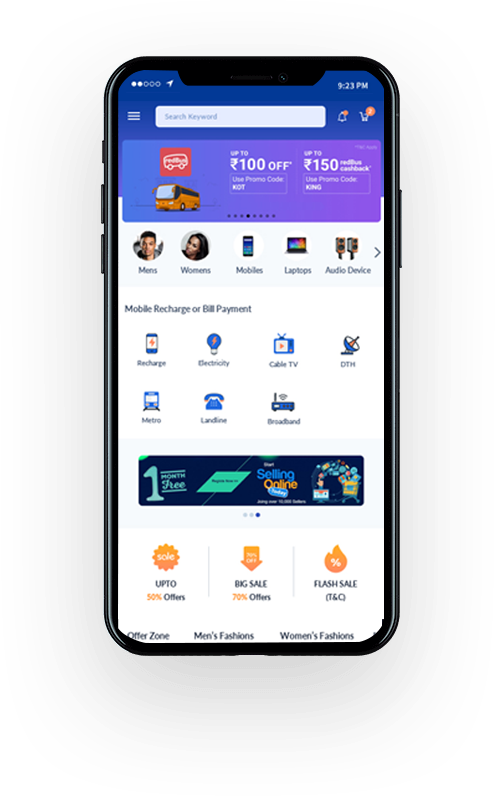 9:23 PM
Search Keyword
2
*T&C Apply
redBus
UP TO
₹100 OFF*
Use Promo Code:
KOT
UP TO
₹150 redBus
cashback*
Use Promo Code:
KING
Mens
Womens
Mobiles
Laptops
Audio Device
Mobile Recharge or Bill Payment
Recharge
Electricity
Cable TV
DTH
Metro
Landline
Broadband
1 MONTH
Free
Register Now >>
Start
Selling
Online
Today
Joing over 10,000 Sellers
sale
UPTO
50% Offers
70%
OFF
BIG SALE
70% Offers
%
FLASH SALE
(T&C)
Offer Zone
Men's Fashions
Women's Fashions